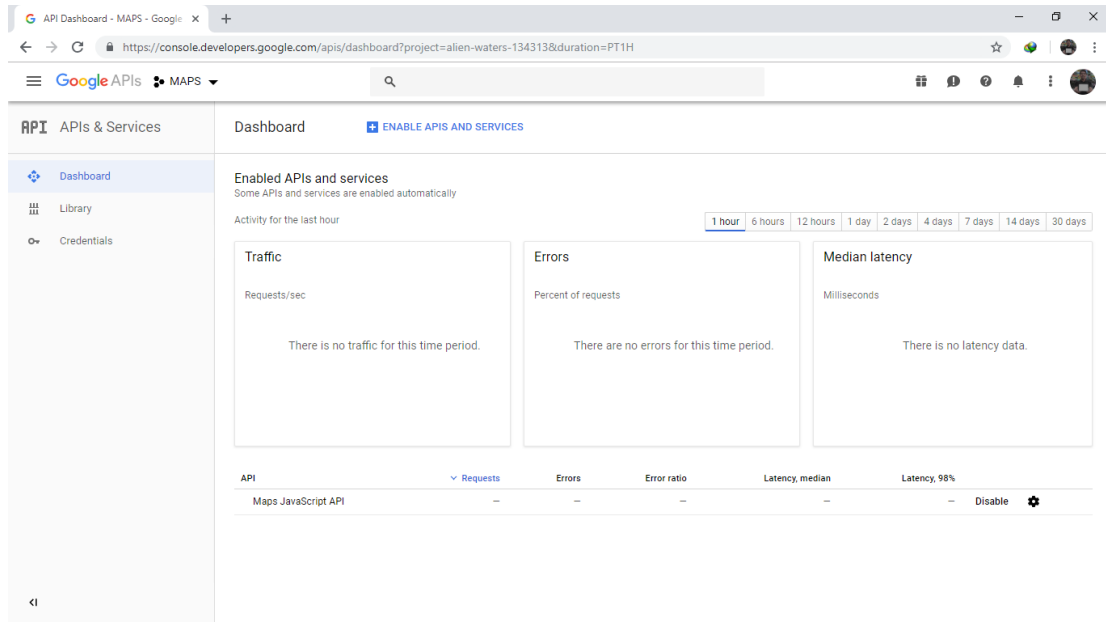 API Dashboard - MAPS - Google
https://console.developers.google.com/apis/dashboard?project=alien-waters-134313&duration=PT1H
Google APIs MAPS
API APIs & Services
Dashboard ENABLE APIS AND SERVICES
Dashboard
Library
Credentials
Enabled APIs and services
Some APIs and services are enabled automatically
Activity for the last hour
1 hour 6 hours 12 hours 1 day 2 days 4 days 7 days 14 days 30 days
Traffic
Requests/sec
There is no traffic for this time period.
Errors
Percent of requests
There are no errors for this time period.
Median latency
Milliseconds
There is no latency data.
API Requests Errors Error ratio Latency, median Latency, 98%
Maps JavaScript API — — — — — Disable